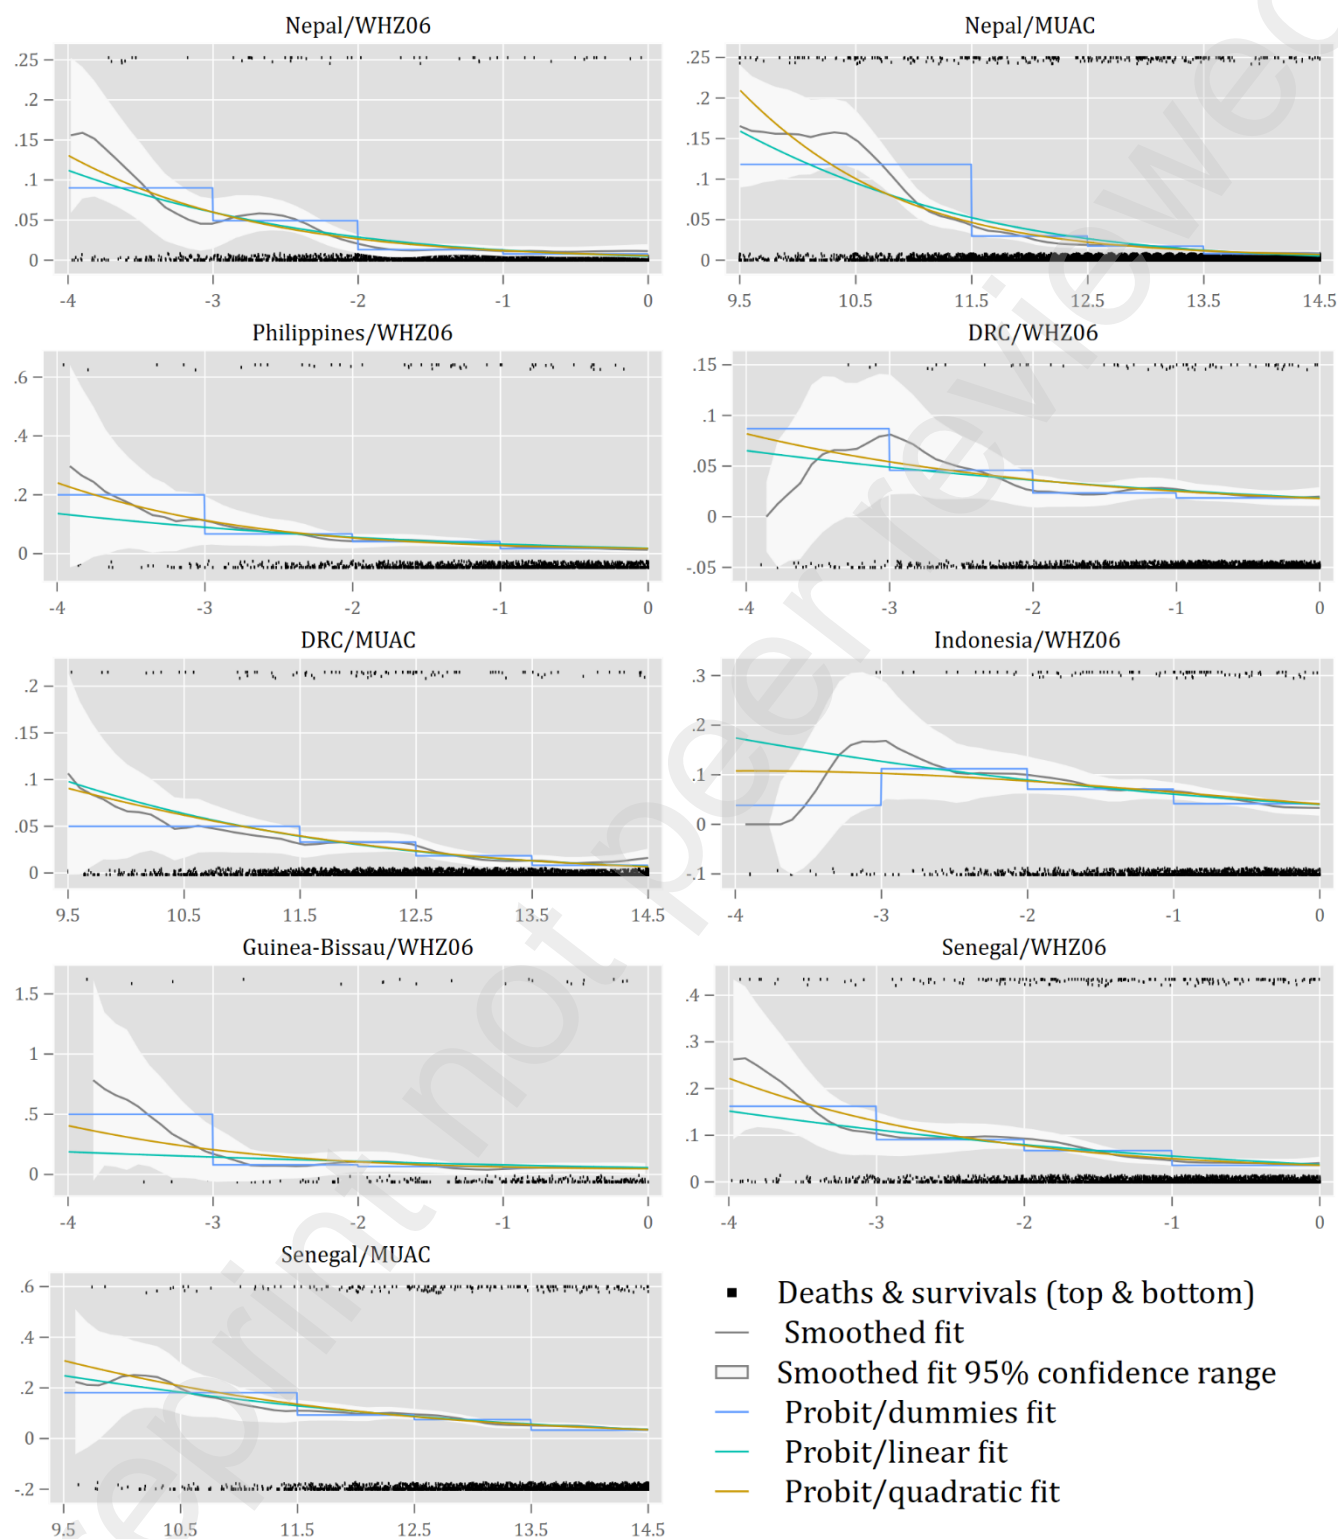 Nepal/WHZ06
.25
.2
.15
.1
.05
0
-4 -3 -2 -1 0
Nepal/MUAC
.25
.2
.15
.1
.05
0
9.5 10.5 11.5 12.5 13.5 14.5
Philippines/WHZ06
.6
.4
.2
0
-4 -3 -2 -1 0
DRC/WHZ06
.15
.1
.05
0
-.05
-4 -3 -2 -1 0
DRC/MUAC
.2
.15
.1
.05
0
9.5 10.5 11.5 12.5 13.5 14.5
Indonesia/WHZ06
.3
.2
.1
0
-.1
-4 -3 -2 -1 0
Guinea-Bissau/WHZ06
1.5
1
.5
0
-4 -3 -2 -1 0
Senegal/WHZ06
.4
.3
.2
.1
0
-4 -3 -2 -1 0
Senegal/MUAC
.6
.4
.2
0
-.2
9.5 10.5 11.5 12.5 13.5 14.5
Deaths & survivals (top & bottom)
Smoothed fit
Smoothed fit 95% confidence range
Probit/dummies fit
Probit/linear fit
Probit/quadratic fit
eprint not peer reviewed